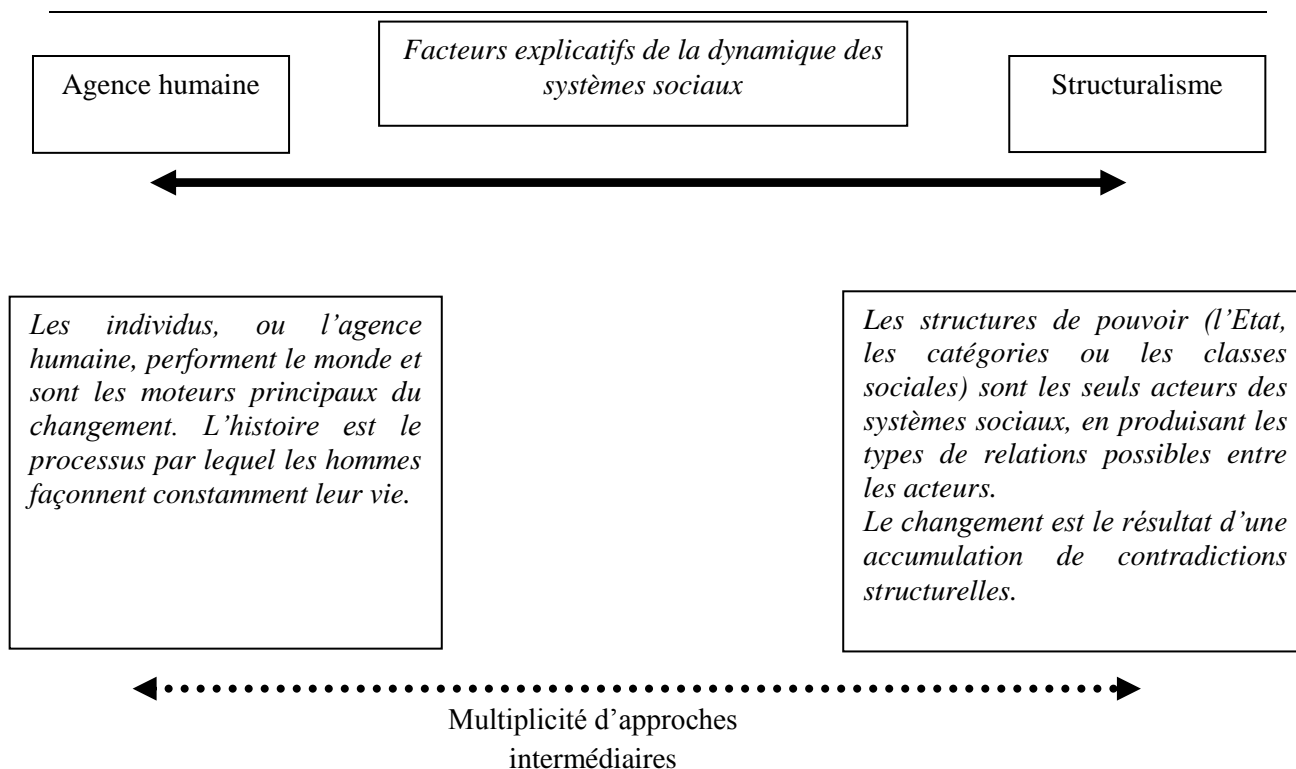 Facteurs explicatifs de la dynamique des
systèmes sociaux
Agence humaine
Structuralisme
Les individus, ou l’agence
humaine, performent le monde et
sont les moteurs principaux du
changement. L’histoire est le
processus par lequel les hommes
façonnent constamment leur vie.
Les structures de pouvoir (l’Etat,
les catégories ou les classes
sociales) sont les seuls acteurs des
systèmes sociaux, en produisant les
types de relations possibles entre
les acteurs.
Le changement est le résultat d’une
accumulation de contradictions
structurelles.
Multiplicité d’approches
intermédiaires